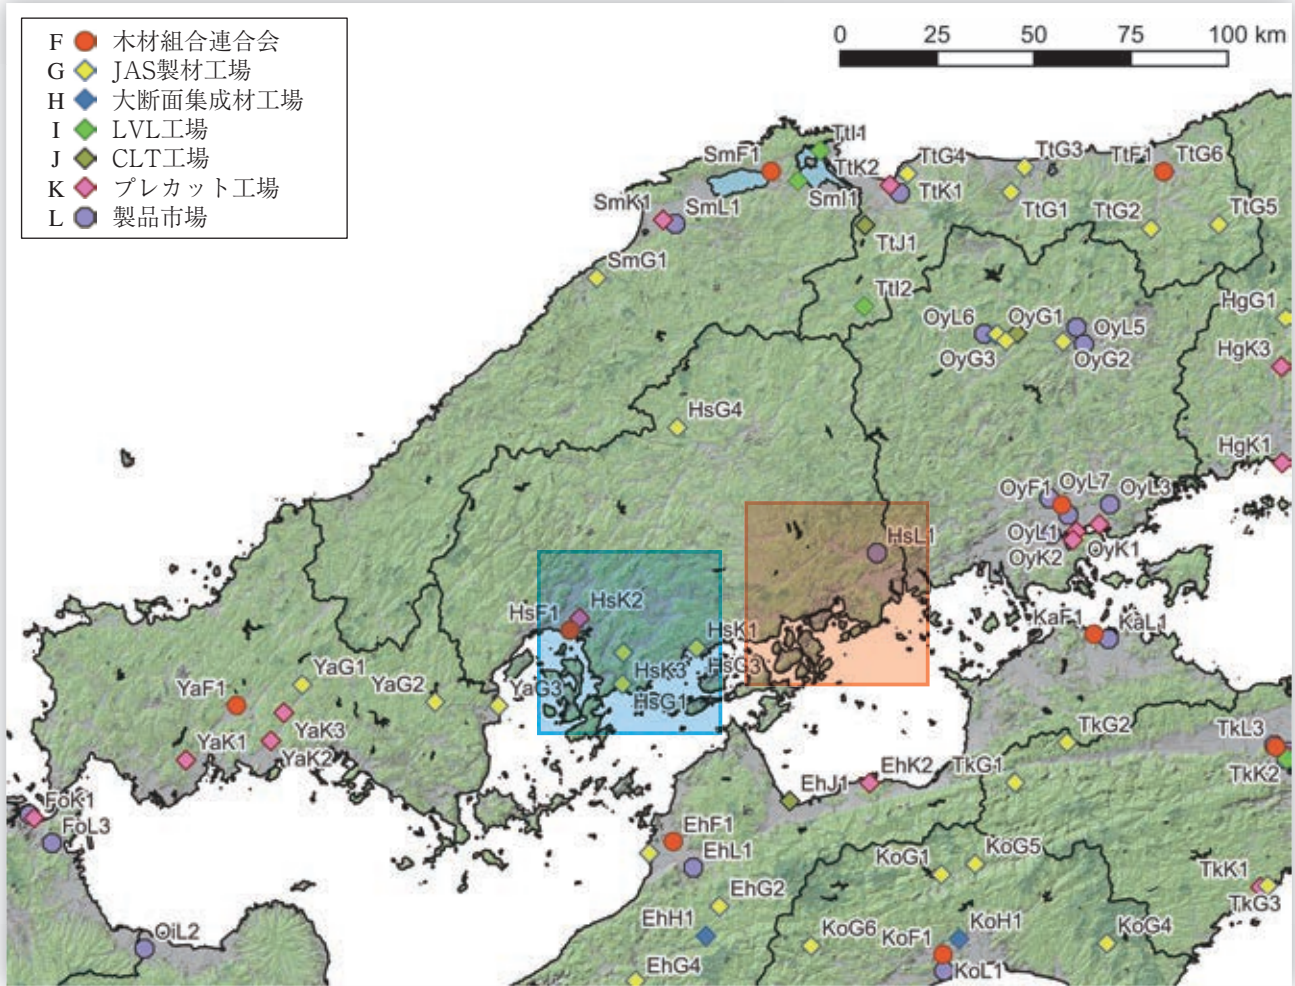 F 木材組合連合会
G JAS製材工場
H 大断面集成材工場
I LVL工場
J CLT工場
K プレカット工場
L 製品市場
0 25 50 75 100 km
TtI1
SmF1
TtK2
TtG4
TtG3
TtF1
TtG6
SmI1
TtK1
TtG1
TtG2
TtG5
SmK1
SmL1
TtJ1
SmG1
TtI2
HgG1
OyL6
OyG1
OyL5
OyG3
OyG2
HgK3
HsG4
HgK1
OyF1
OyL7
OyL3
OyL1
OyK2
OyK1
HsL1
HsF1
HsK2
HsK1
KaF1
KaL1
HsK3
HsG3
HsG1
YaG1
YaF1
YaG2
YaG3
YaK3
YaK1
YaK2
TkG2
TkL3
TkK2
EhJ1
EhK2
TkG1
FoK1
FoL3
EhF1
EhL1
KoG1
KoG5
TkK1
TkG3
EhG2
EhH1
KoG6
KoF1
KoH1
KoG4
OiL2
EhG4
KoL1